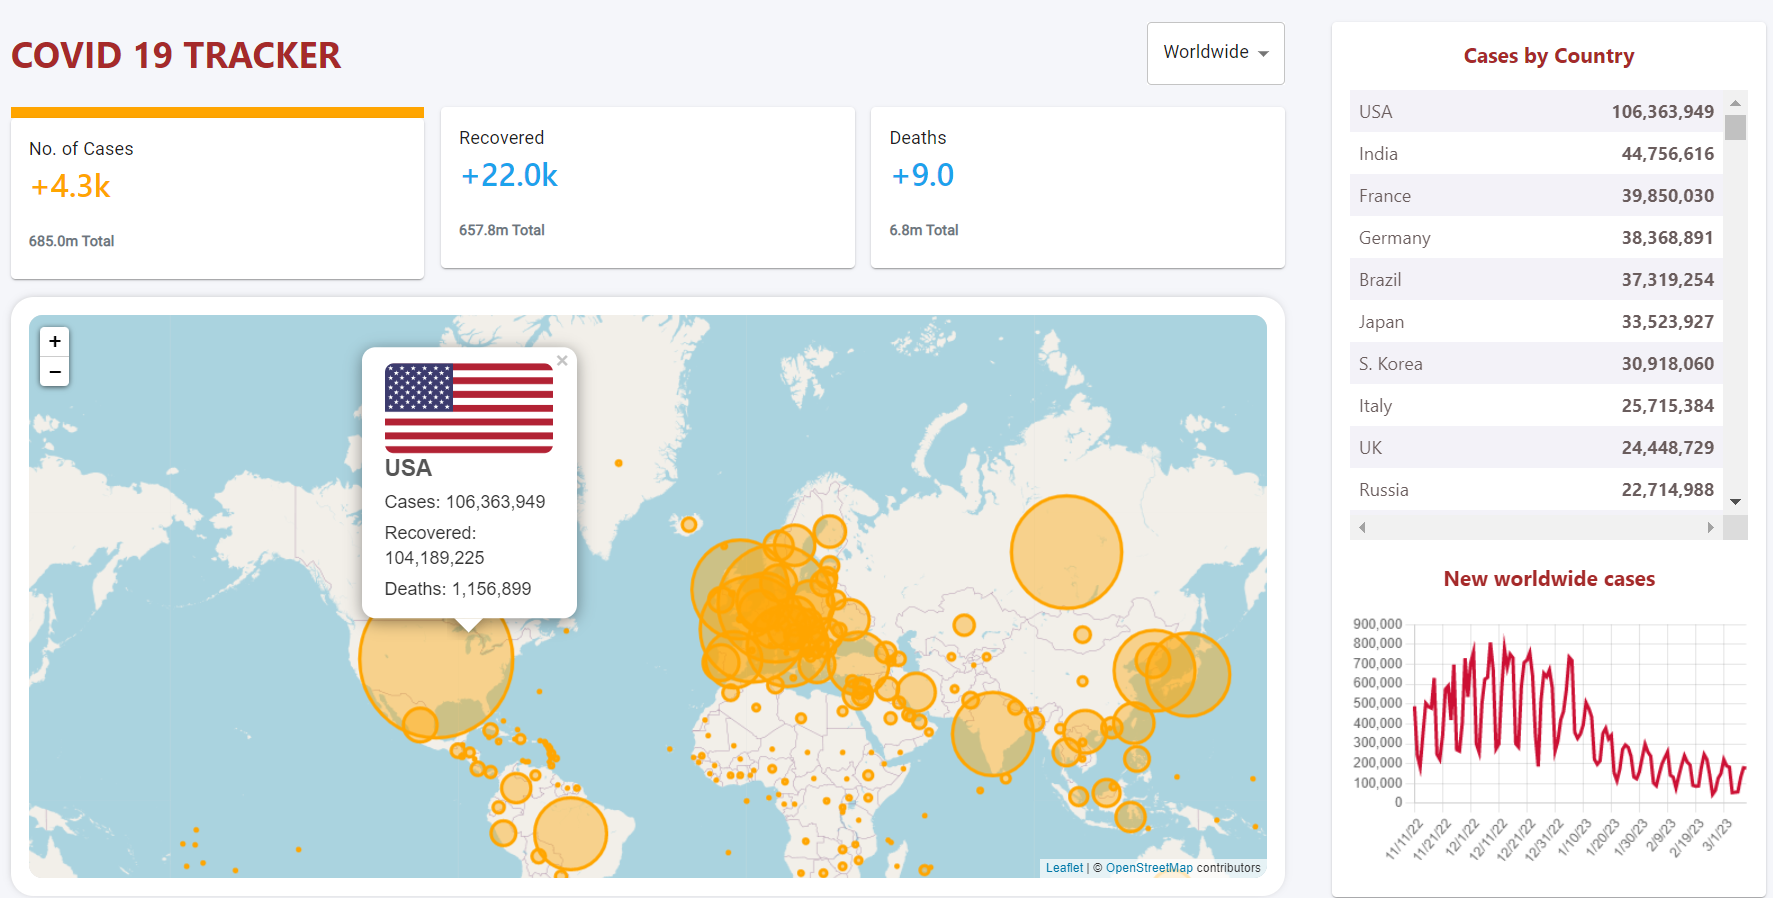 COVID 19 TRACKER
Worldwide
No. of Cases
+4.3k
685.0m Total
Recovered
+22.0k
657.8m Total
Deaths
+9.0
6.8m Total
+
−
×
USA
Cases: 106,363,949
Recovered:
104,189,225
Deaths: 1,156,899
Leaflet | © OpenStreetMap contributors
Cases by Country
USA 106,363,949
India 44,756,616
France 39,850,030
Germany 38,368,891
Brazil 37,319,254
Japan 33,523,927
S. Korea 30,918,060
Italy 25,715,384
UK 24,448,729
Russia 22,714,988
New worldwide cases
900,000
800,000
700,000
600,000
500,000
400,000
300,000
200,000
100,000
0
11/11/22
11/21/22
12/1/22
12/11/22
12/21/22
12/31/22
1/10/23
1/20/23
1/30/23
2/9/23
2/19/23
3/1/23